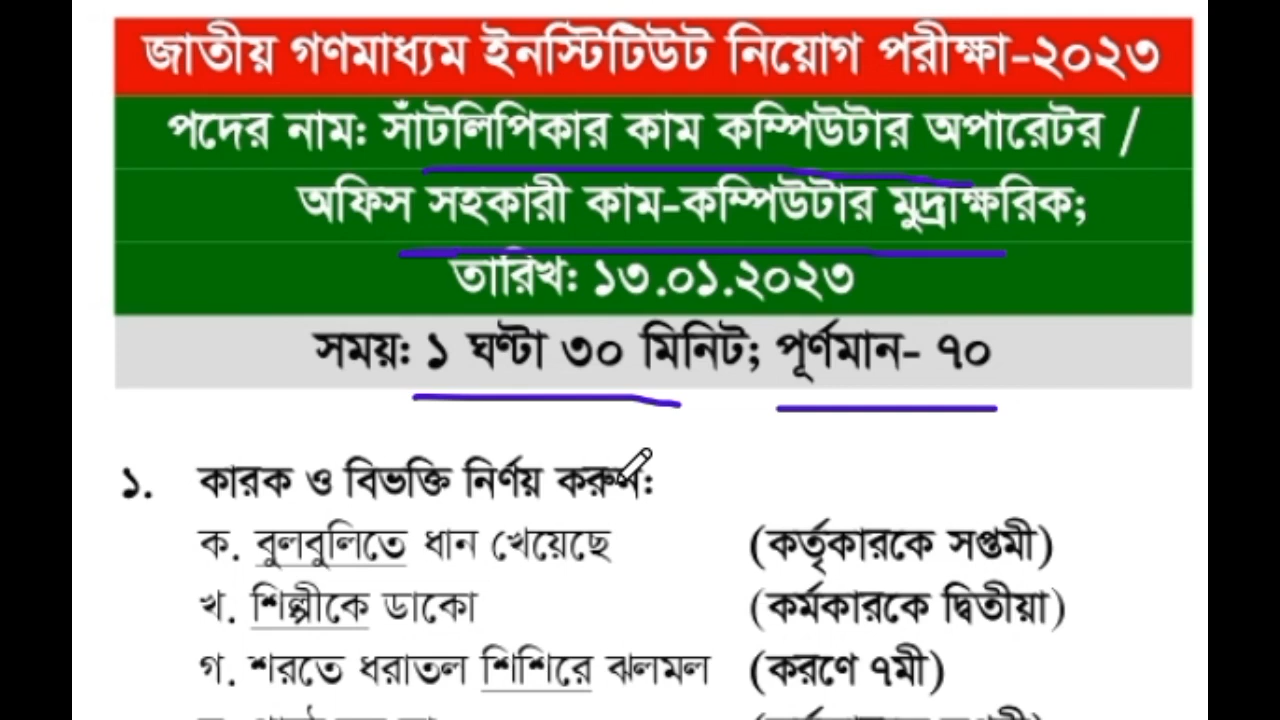 জাতীয় গণমাধ্যম ইনস্টিটিউট নিয়োগ পরীক্ষা-২০২৩
পদের নাম: সাঁটলিপিকার কাম কম্পিউটার অপারেটর /
অফিস সহকারী কাম-কম্পিউটার মুদ্রাক্ষরিক;
তারিখ: ১৩.০১.২০২৩
সময়: ১ ঘণ্টা ৩০ মিনিট; পূর্ণমান- ৭০
১. কারক ও বিভক্তি নির্ণয় করুন:
ক. বুলবুলিতে ধান খেয়েছে (কর্তৃকারকে সপ্তমী)
খ. শিল্পীকে ডাকো (কর্মকারকে দ্বিতীয়া)
গ. শরতে ধরাতল শিশিরে ঝলমল (করণে ৭মী)